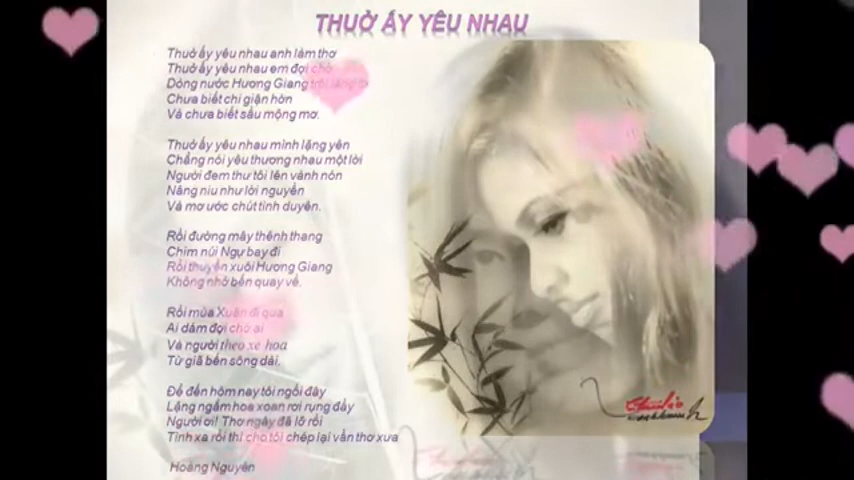 THUỞ ẤY YÊU NHAU
Thuở ấy yêu nhau anh làm thơ
Thuở ấy yêu nhau em đợi chờ
Dòng nước Hương Giang trôi lặng lờ
Chưa biết chi giận hờn
Và chưa biết sầu mộng mơ.
Thuở ấy yêu nhau mình lặng yên
Chẳng nói yêu thương nhau một lời
Người đem thư tôi lên vành nón
Nâng niu như lời nguyền
Và mơ ước chút tình duyên.
Rồi đường mây thênh thang
Chim núi Ngự bay đi
Rồi thuyền xuôi Hương Giang
Không nhớ bến quay về.
Rồi mùa Xuân đi qua
Ai dám đợi chờ ai
Và người theo xe hoa
Từ giã bến sông dài.
Để đến hôm nay tôi ngồi đây
Lặng ngắm hoa xoan rơi rụng đầy
Người ơi! Thơ ngây đã lỡ rồi
Tình xa rồi thì cho tôi chép lại vần thơ xưa
Hoàng Nguyên